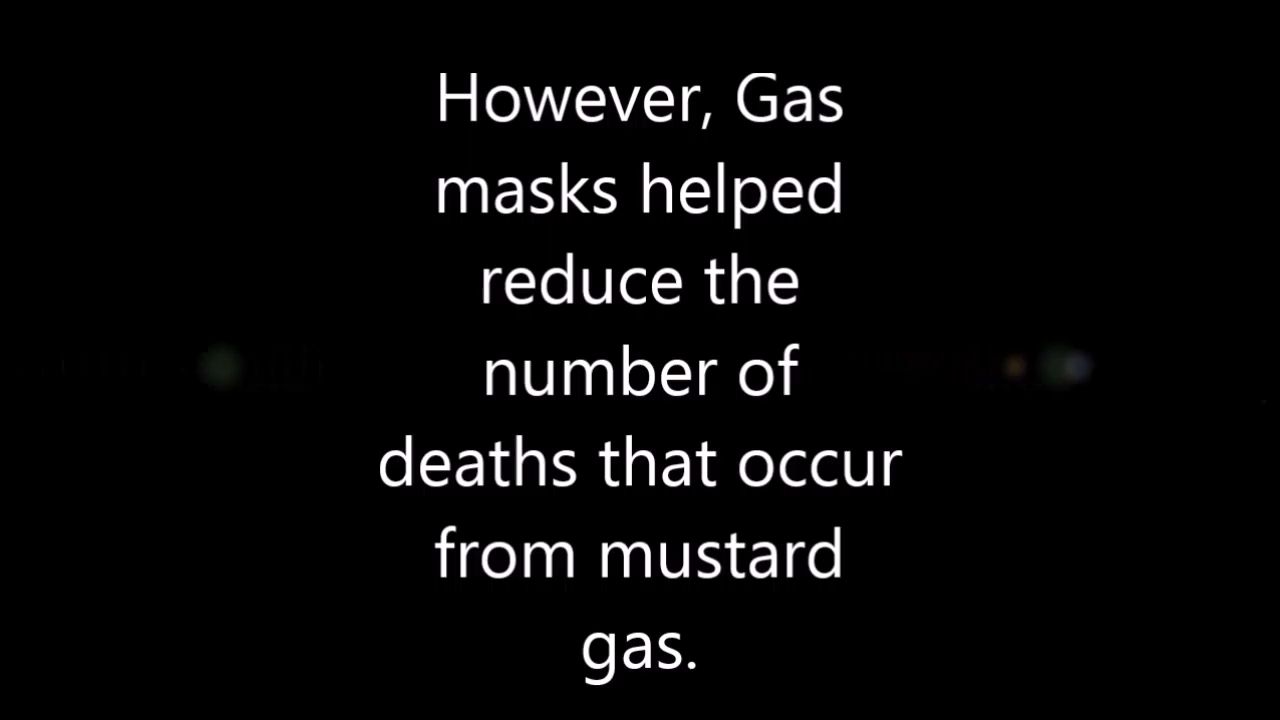 However, Gas
masks helped
reduce the
number of
deaths that occur
from mustard
gas.